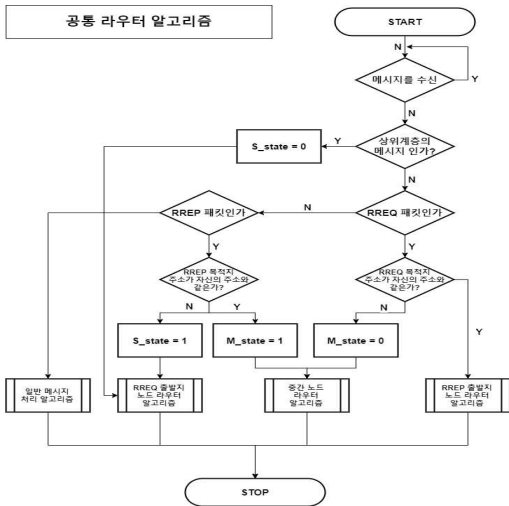 공통 라우터 알고리즘
START
N
메시지를 수신
Y
N
상위계층의
메시지 인가?
Y
S_state = 0
N
RREP 패킷인가
N
RREQ 패킷인가
Y
Y
RREP 목적지
주소가 자신의 주소와
같은가?
RREQ 목적지
주소가 자신의 주소와
같은가?
N
Y
N
Y
S_state = 1
M_state = 1
M_state = 0
일반 메시지
처리 알고리즘
RREQ 출발지
노드 라우터
알고리즘
중간 노드
라우터
알고리즘
RREP 출발지
노드 라우터
알고리즘
STOP